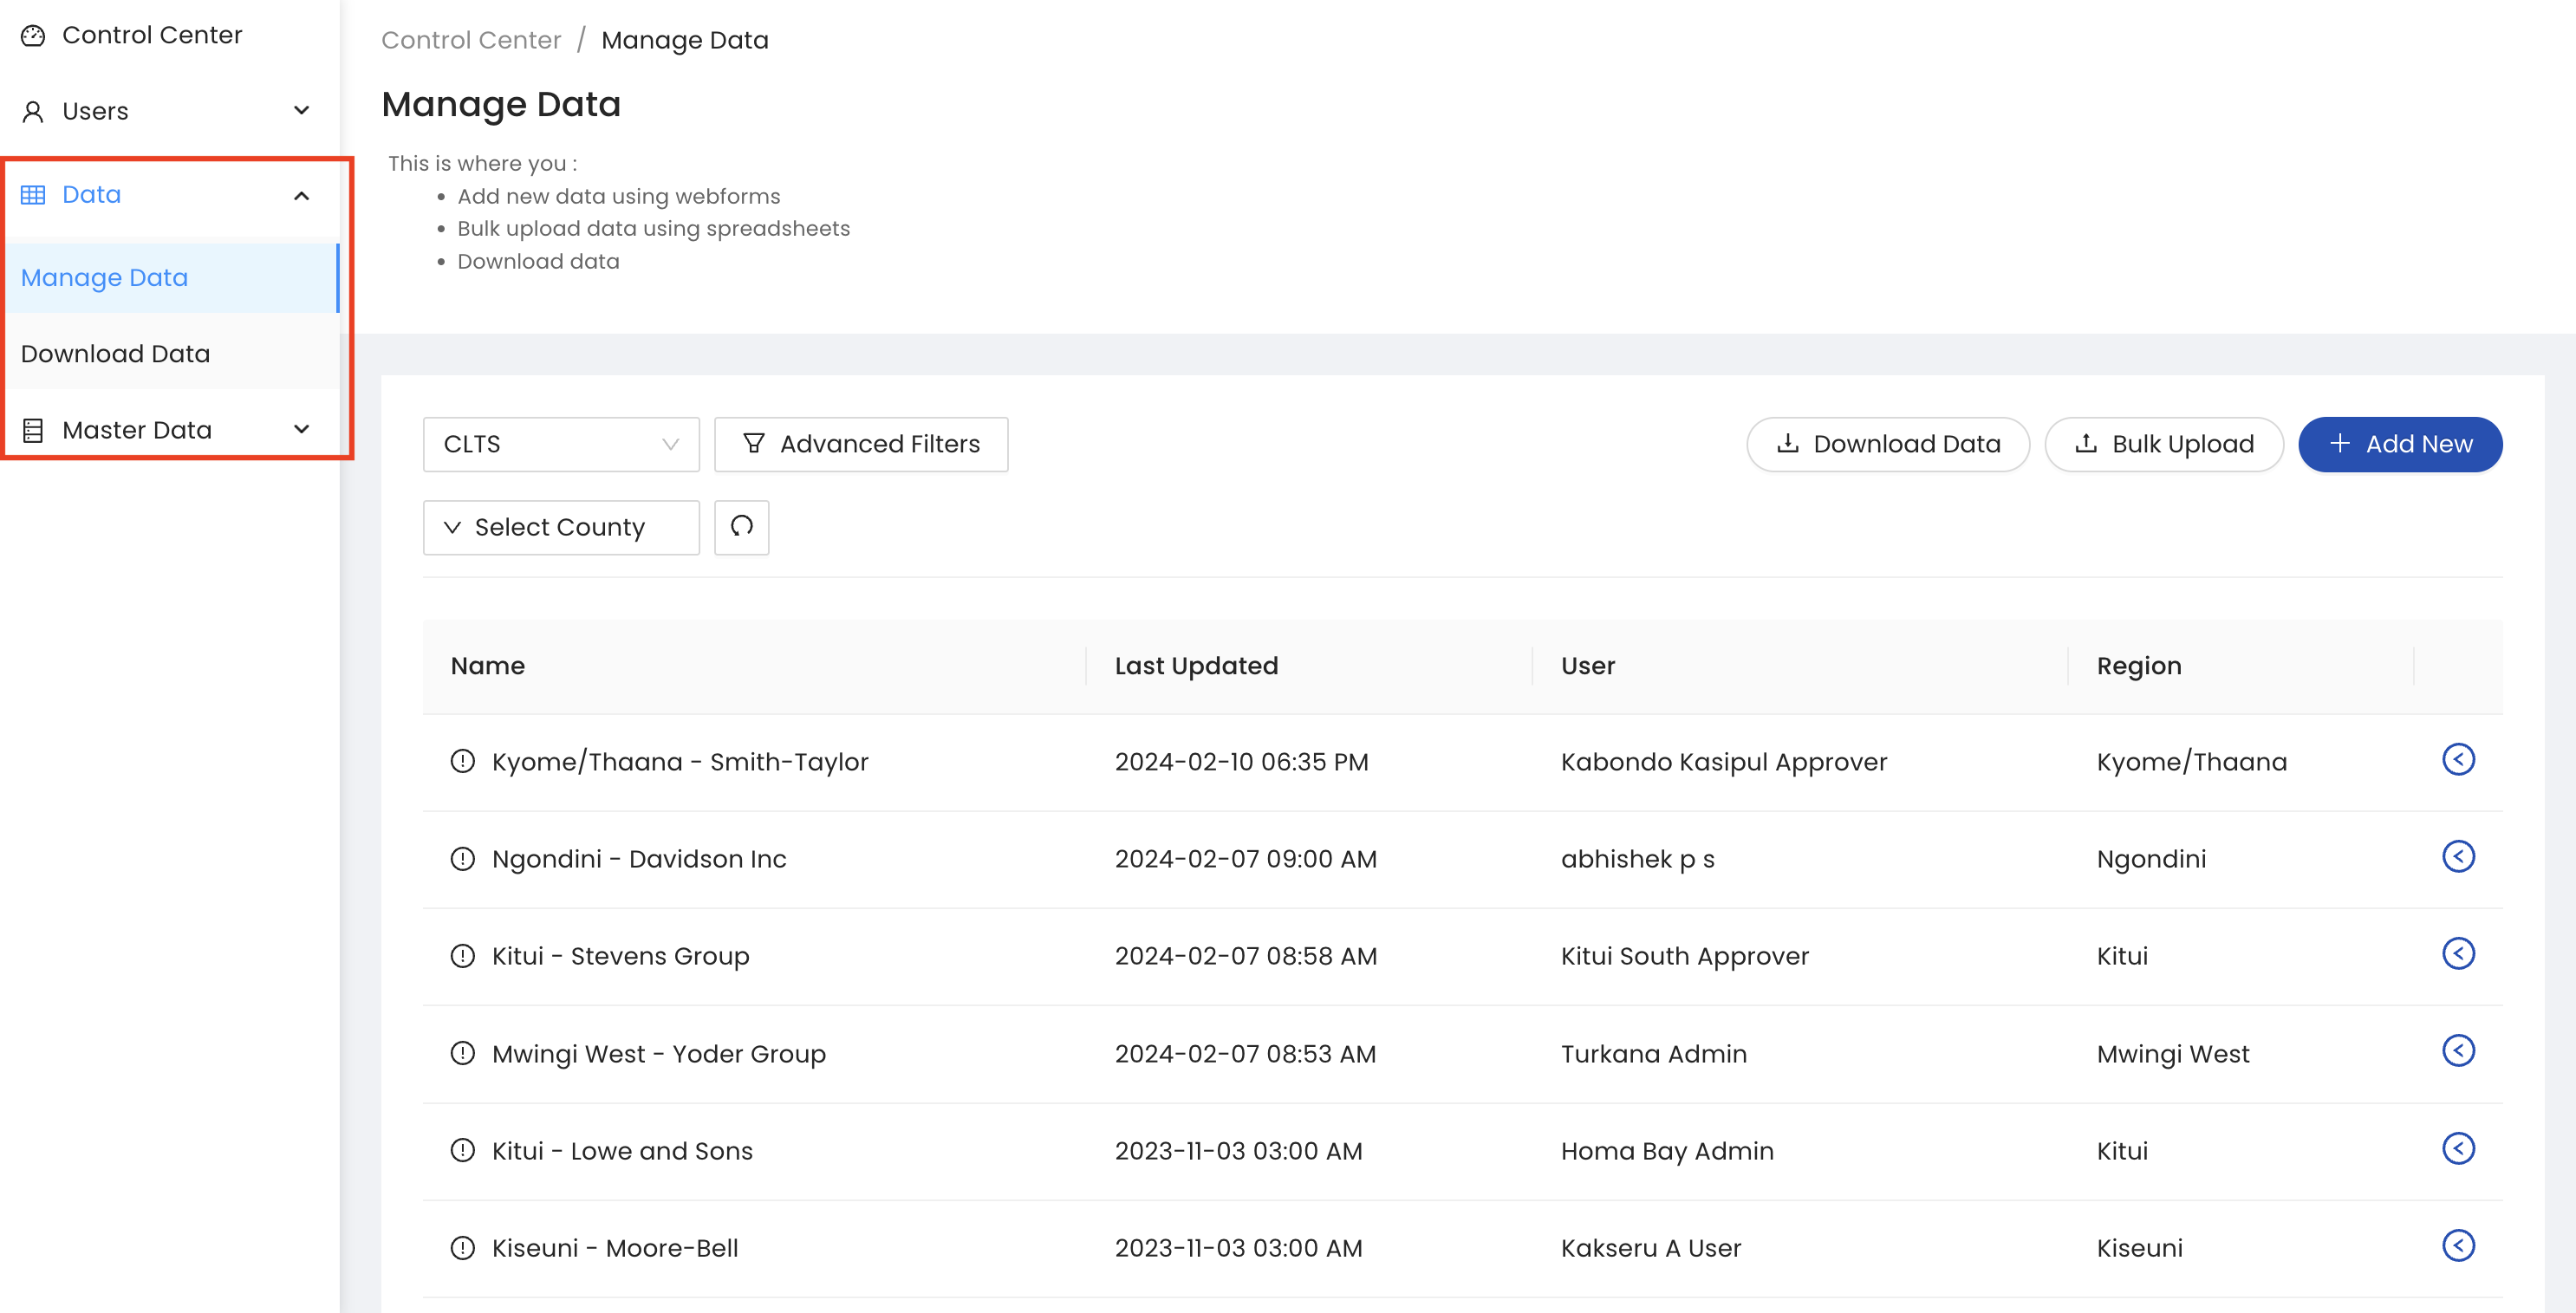 Control Center
Users
Data
Manage Data
Download Data
Master Data
Control Center / Manage Data
Manage Data
This is where you :
• Add new data using webforms
• Bulk upload data using spreadsheets
• Download data
CLTS
Advanced Filters
Download Data
Bulk Upload
Add New
Select County
Name Last Updated User Region
Kyome/Thaana - Smith-Taylor 2024-02-10 06:35 PM Kabondo Kasipul Approver Kyome/Thaana
Ngondini - Davidson Inc 2024-02-07 09:00 AM abhishek p s Ngondini
Kitui - Stevens Group 2024-02-07 08:58 AM Kitui South Approver Kitui
Mwingi West - Yoder Group 2024-02-07 08:53 AM Turkana Admin Mwingi West
Kitui - Lowe and Sons 2023-11-03 03:00 AM Homa Bay Admin Kitui
Kiseuni - Moore-Bell 2023-11-03 03:00 AM Kakseru A User Kiseuni